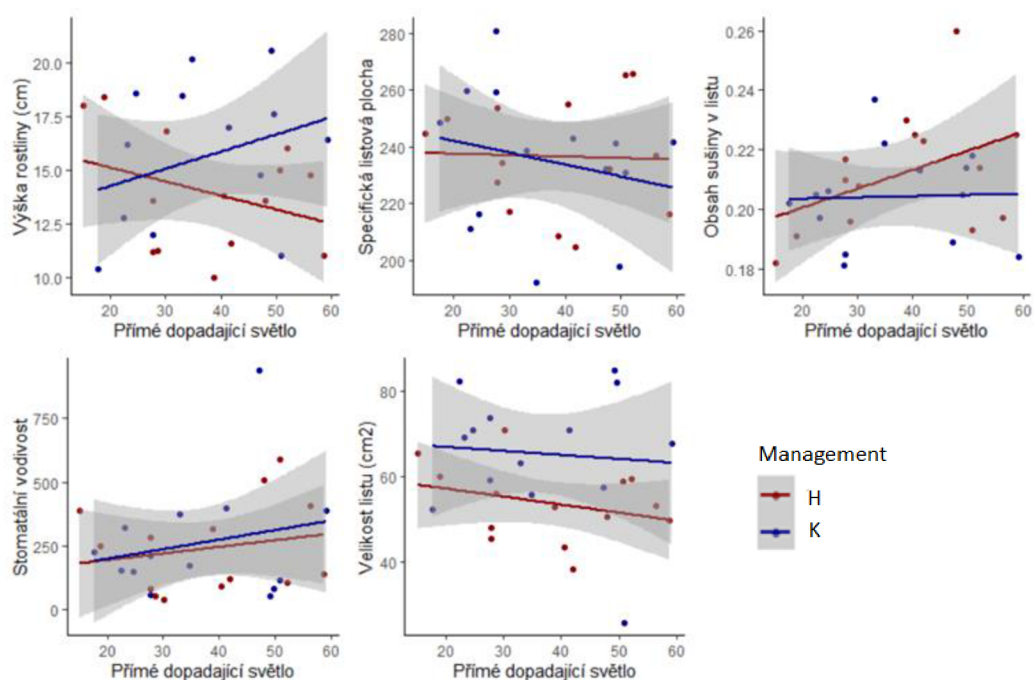 Výška rostiny (cm)
20.0
17.5
15.0
12.5
10.0
20 30 40 50 60
Přímé dopadající světlo
Specifická listová plocha
280
260
240
220
200
20 30 40 50 60
Přímé dopadající světlo
Obsah sušiny v listu
0.26
0.24
0.22
0.20
0.18
20 30 40 50 60
Přímé dopadající světlo
Stomatální vodivost
750
500
250
0
20 30 40 50 60
Přímé dopadající světlo
Velikost listu (cm2)
80
60
40
20 30 40 50 60
Přímé dopadající světlo
Management
H
K